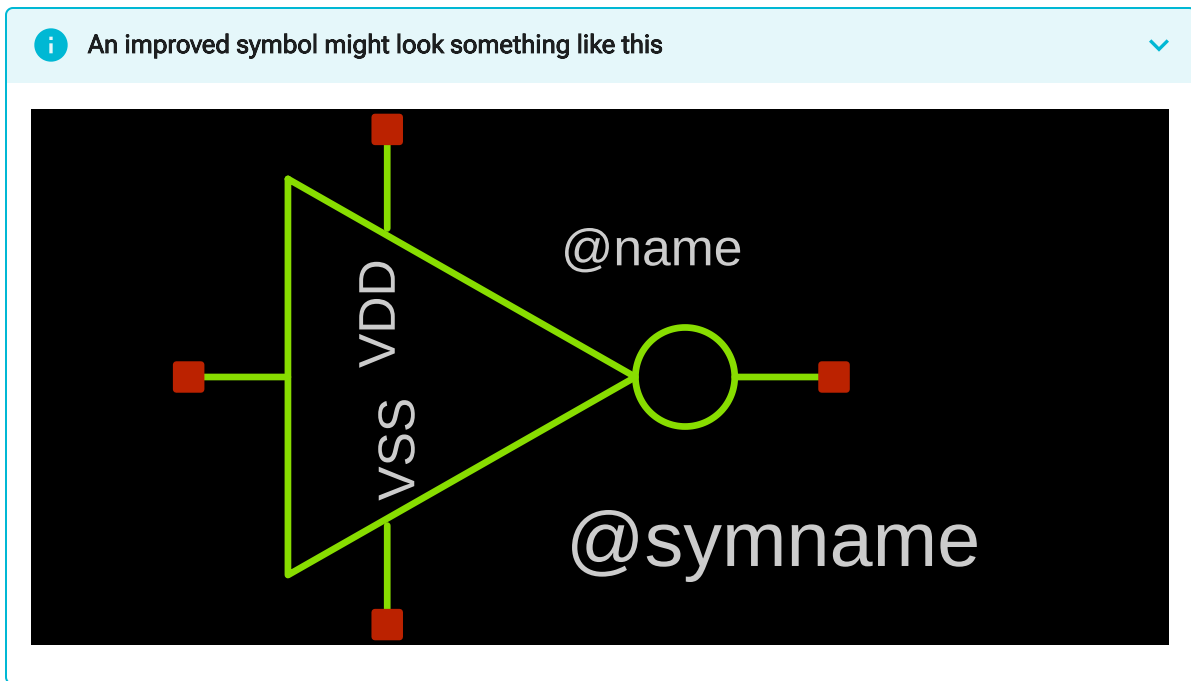 An improved symbol might look something like this
@name
VDD
VSS
@symname